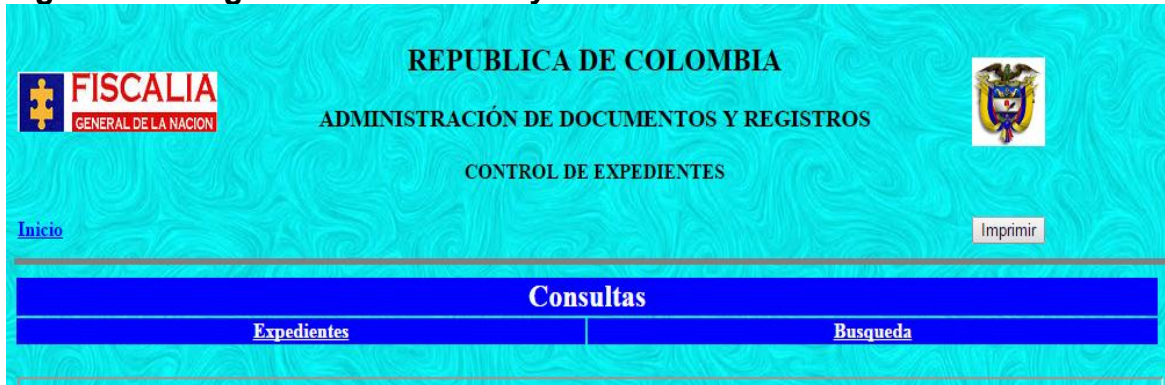 REPUBLICA DE COLOMBIA
FISCALIA
GENERAL DE LA NACION
ADMINISTRACIÓN DE DOCUMENTOS Y REGISTROS
CONTROL DE EXPEDIENTES
Inicio
Imprimir
Consultas
Expedientes
Busqueda